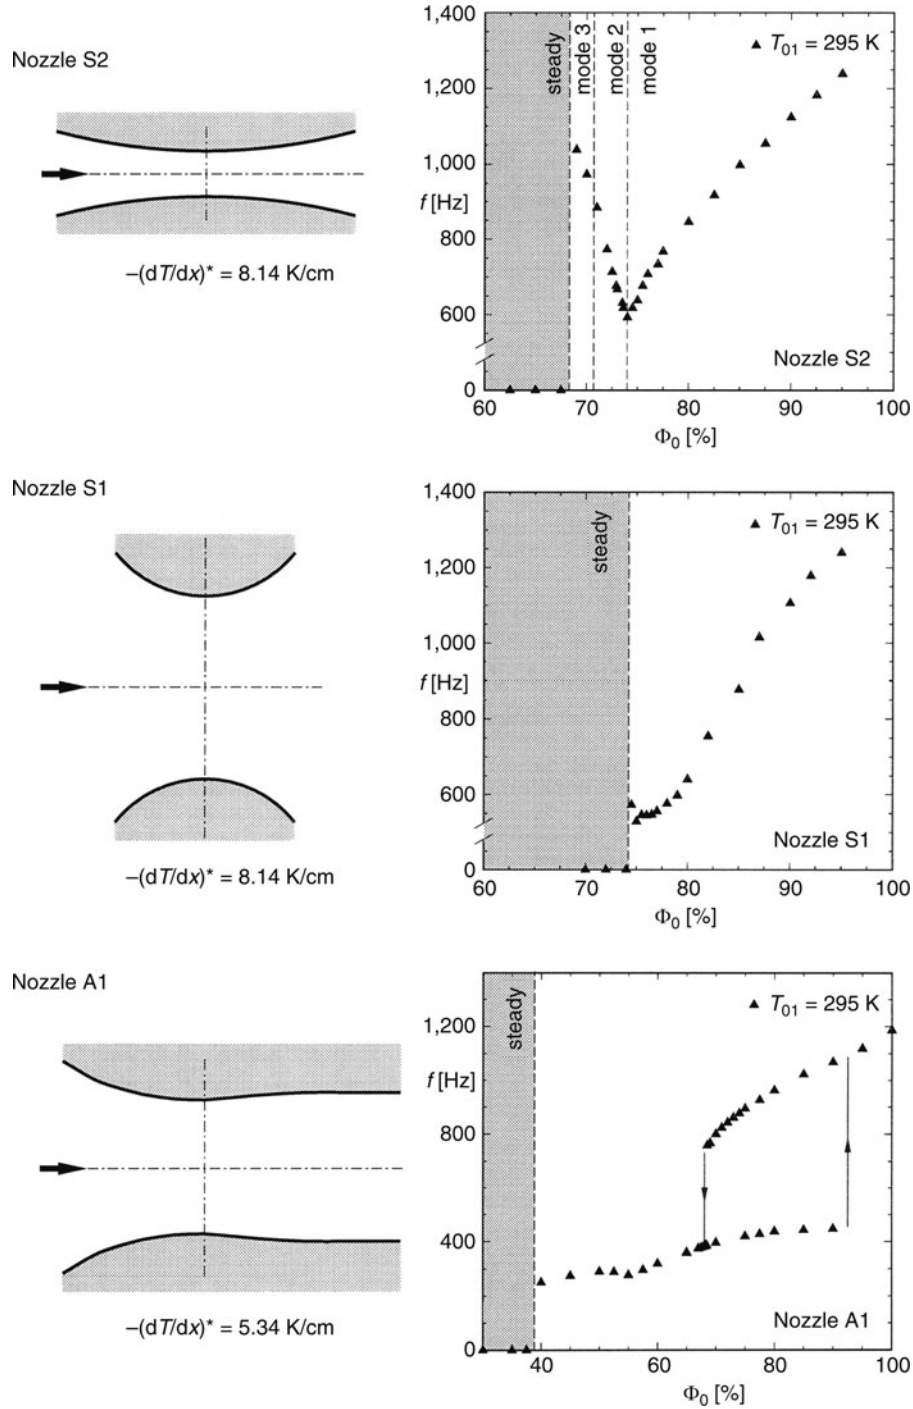 Nozzle S2
−(dT/dx)* = 8.14 K/cm
1,400
1,200
1,000
f [Hz]
800
600
0
60 70 80 90 100
Φ0 [%]
steady
mode 3
mode 2
mode 1
▲ T01 = 295 K
Nozzle S2
Nozzle S1
−(dT/dx)* = 8.14 K/cm
1,400
1,200
1,000
f [Hz]
800
600
0
60 70 80 90 100
Φ0 [%]
steady
▲ T01 = 295 K
Nozzle S1
Nozzle A1
−(dT/dx)* = 5.34 K/cm
1,200
f [Hz]
800
400
0
40 60 80 100
Φ0 [%]
steady
▲ T01 = 295 K
Nozzle A1